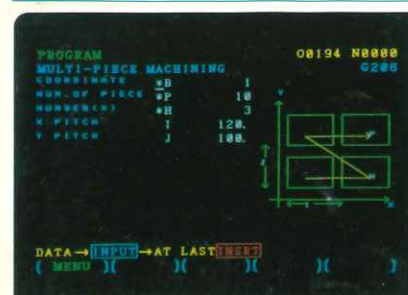 PROGRAM O0194 N0000
MULTI-PIECE MACHINING G206
COORDINATE *B 1
NUM.OF PIECE *P 10
NUMBER(X) *H 3
X PITCH I 120.
Y PITCH J 100.
Y
P
J
H
I
X
DATA→INPUT→AT LAST INSRT
( MENU )( )( )( )( )